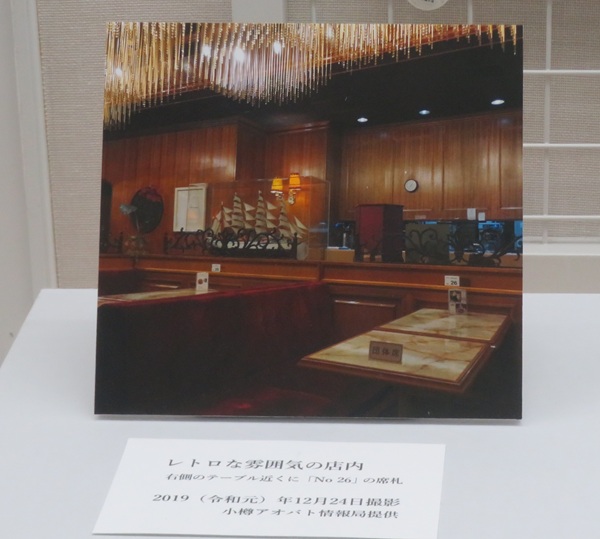 レトロな雰囲気の店内
右側のテーブル近くに「No 26」の席札
2019（令和元）年12月24日撮影
小樽アオバト情報局提供